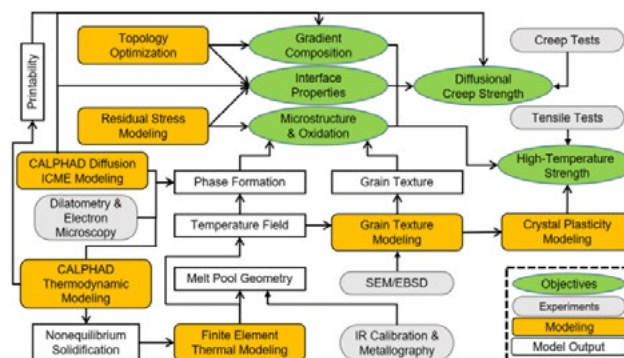 Topology
Optimization
Gradient
Composition
Creep Tests
Printability
Interface
Properties
Diffusional
Creep Strength
Residual Stress
Modeling
Microstructure
& Oxidation
Tensile Tests
CALPHAD Diffusion
ICME Modeling
Phase Formation
Grain Texture
High-Temperature
Strength
Dilatometry &
Electron
Microscopy
Temperature Field
Grain Texture
Modeling
Crystal Plasticity
Modeling
CALPHAD
Thermodynamic
Modeling
Melt Pool Geometry
SEM/EBSD
Objectives
Experiments
Modeling
Model Output
Nonequilibrium
Solidification
Finite Element
Thermal Modeling
IR Calibration &
Metallography